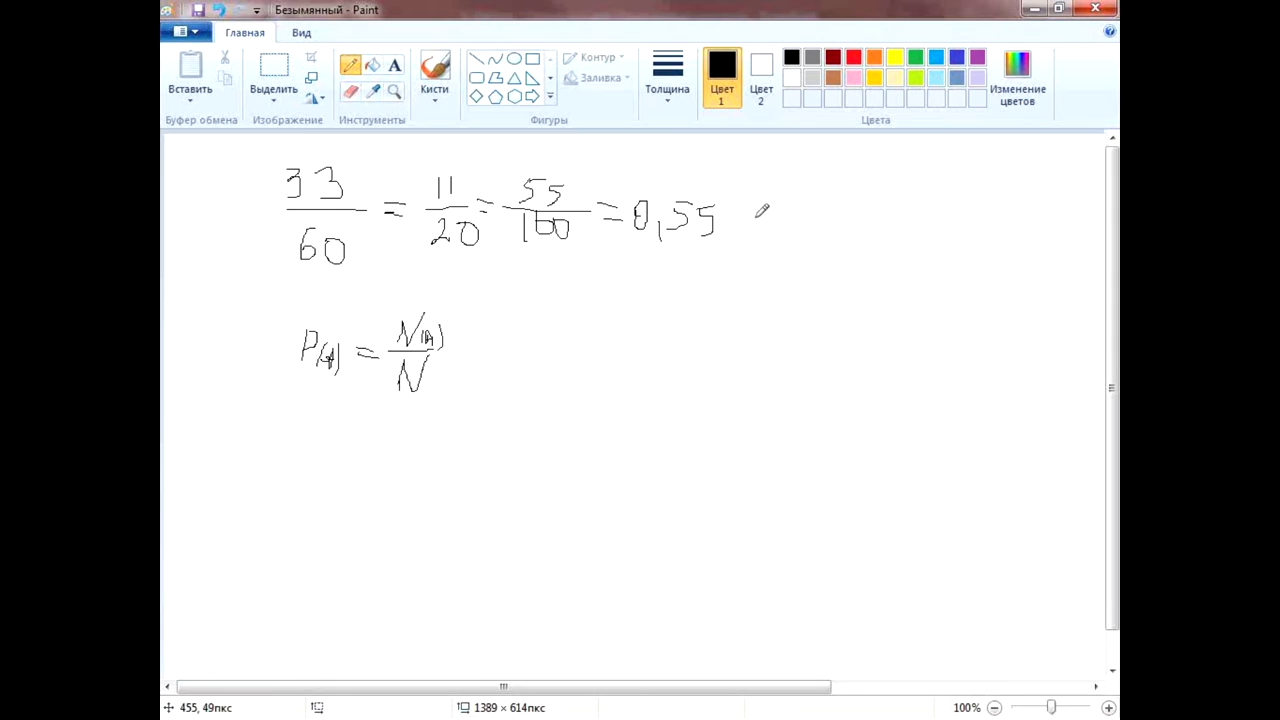 Безымянный - Paint
Главная Вид
Вставить
Выделить
Кисти
Контур
Заливка
Толщина
Цвет 1
Цвет 2
Изменение цветов
Буфер обмена Изображение Инструменты Фигуры Цвета
33/60 = 11/20 = 55/100 = 0,55
P(A) = N(A)/N
455, 49пкс 1389 × 614пкс 100%